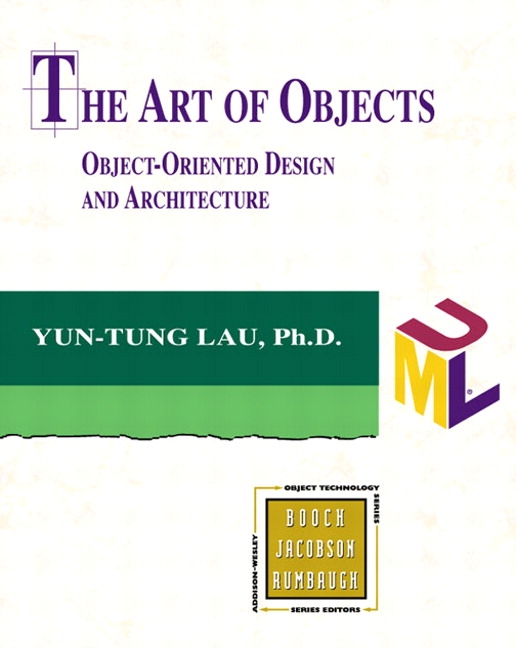 THE ART OF OBJECTS
OBJECT-ORIENTED DESIGN
AND ARCHITECTURE
YUN-TUNG LAU, Ph.D.
UML®
ADDISON-WESLEY
OBJECT TECHNOLOGY
SERIES
BOOCH
JACOBSON
RUMBAUGH
SERIES EDITORS